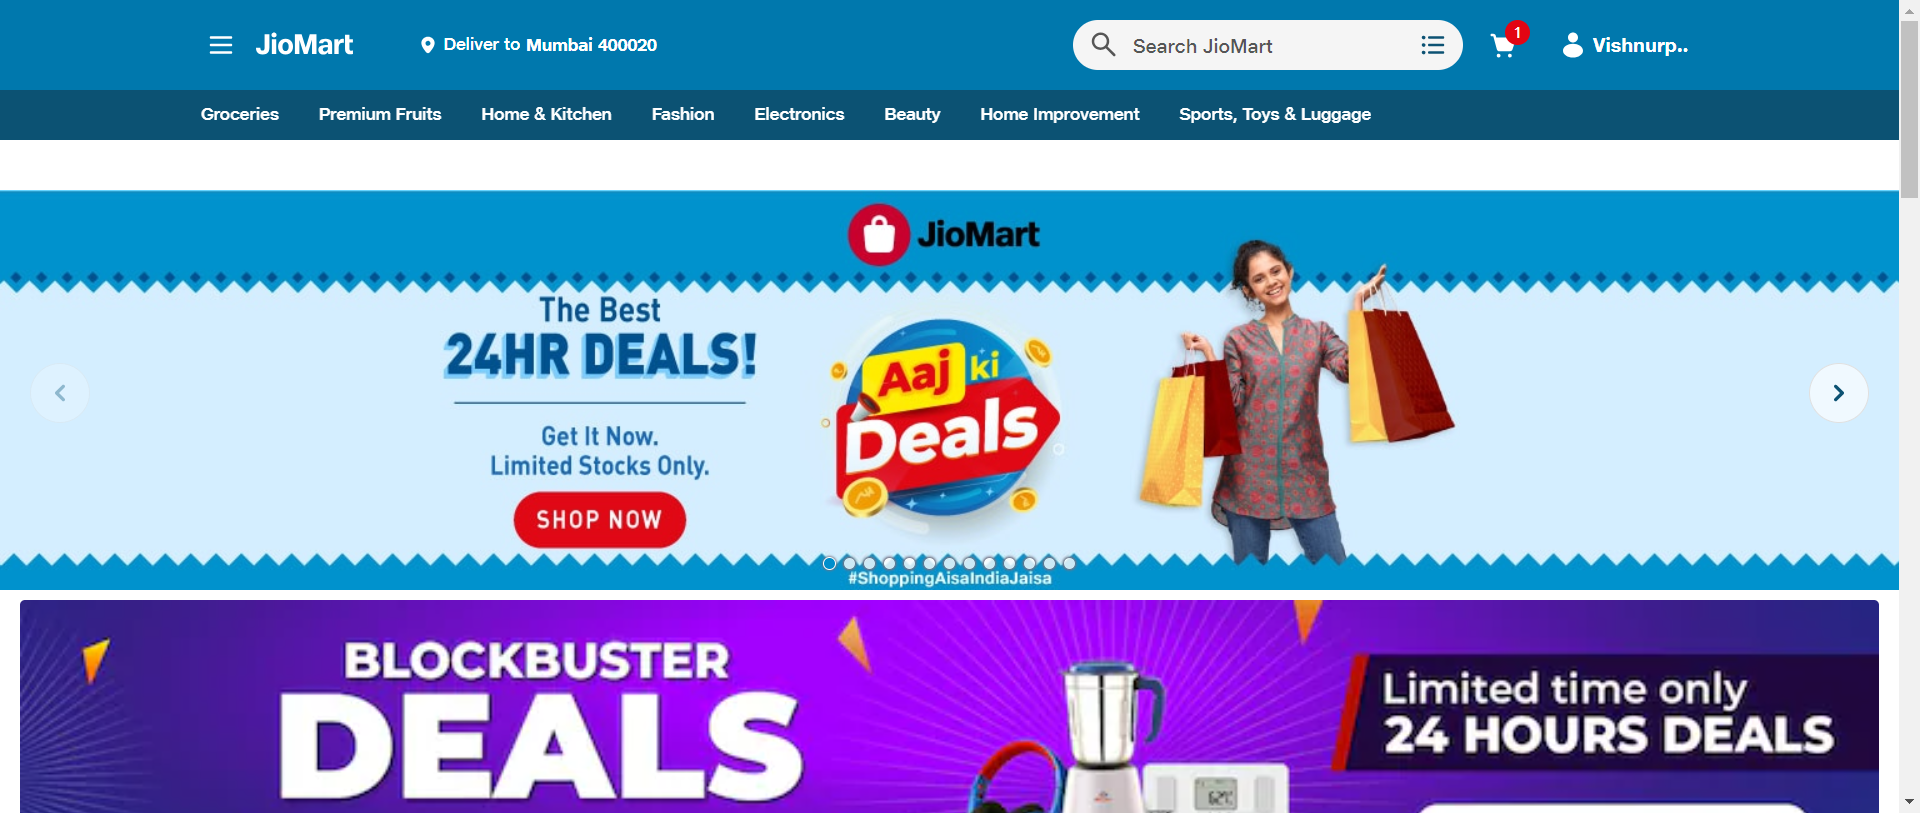 JioMart
Deliver to Mumbai 400020
Search JioMart
1
Vishnurp..
Groceries
Premium Fruits
Home & Kitchen
Fashion
Electronics
Beauty
Home Improvement
Sports, Toys & Luggage
JioMart
The Best
24HR DEALS!
Get It Now.
Limited Stocks Only.
SHOP NOW
Aaj ki
Deals
#ShoppingAisaIndiaJaisa
BLOCKBUSTER
DEALS
Limited time only
24 HOURS DEALS